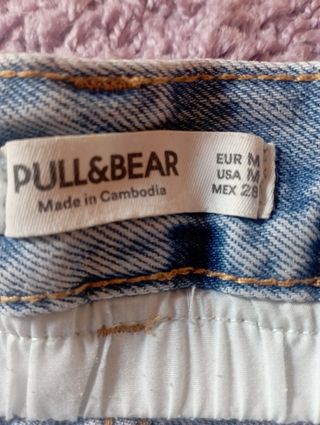 PULL&BEAR
Made in Cambodia
EUR M
USA M
MEX 28